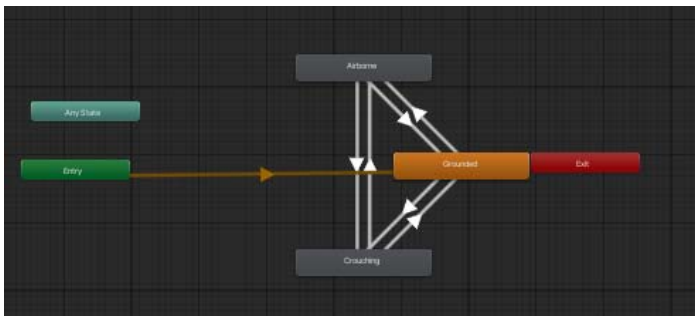 Airborne
Any State
Entry
Grounded
Exit
Crouching